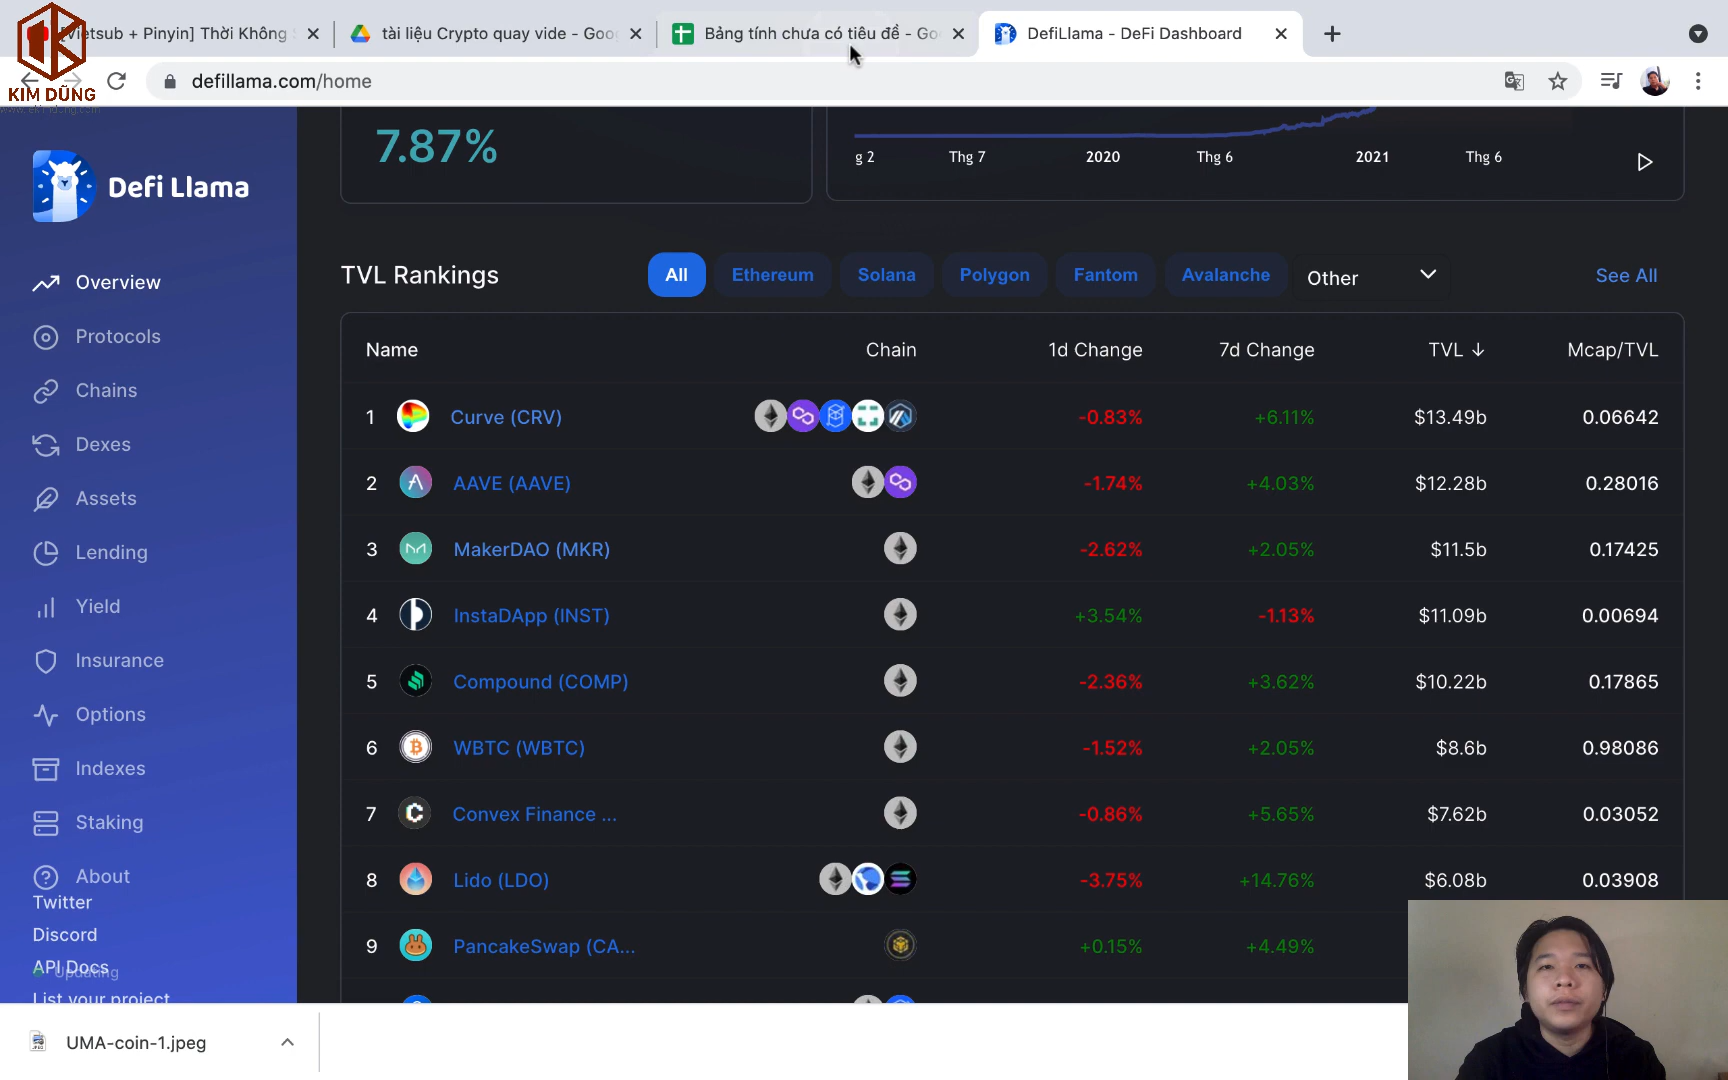 [Vietsub + Pinyin] Thời Không S
tài liệu Crypto quay vide - Goo
Bảng tính chưa có tiêu đề - Go
DefiLlama - DeFi Dashboard
KIM DŨNG
defillama.com/home
Defi Llama
Overview
Protocols
Chains
Dexes
Assets
Lending
Yield
Insurance
Options
Indexes
Staking
About
Twitter
Discord
API Docs
Updating
List your project
7.87%
g 2 Thg 7 2020 Thg 6 2021 Thg 6
TVL Rankings
All Ethereum Solana Polygon Fantom Avalanche Other See All
Name Chain 1d Change 7d Change TVL ↓ Mcap/TVL
1 Curve (CRV) -0.83% +6.11% $13.49b 0.06642
2 AAVE (AAVE) -1.74% +4.03% $12.28b 0.28016
3 MakerDAO (MKR) -2.62% +2.05% $11.5b 0.17425
4 InstaDApp (INST) +3.54% -1.13% $11.09b 0.00694
5 Compound (COMP) -2.36% +3.62% $10.22b 0.17865
6 WBTC (WBTC) -1.52% +2.05% $8.6b 0.98086
7 Convex Finance ... -0.86% +5.65% $7.62b 0.03052
8 Lido (LDO) -3.75% +14.76% $6.08b 0.03908
9 PancakeSwap (CA... +0.15% +4.49%
UMA-coin-1.jpeg